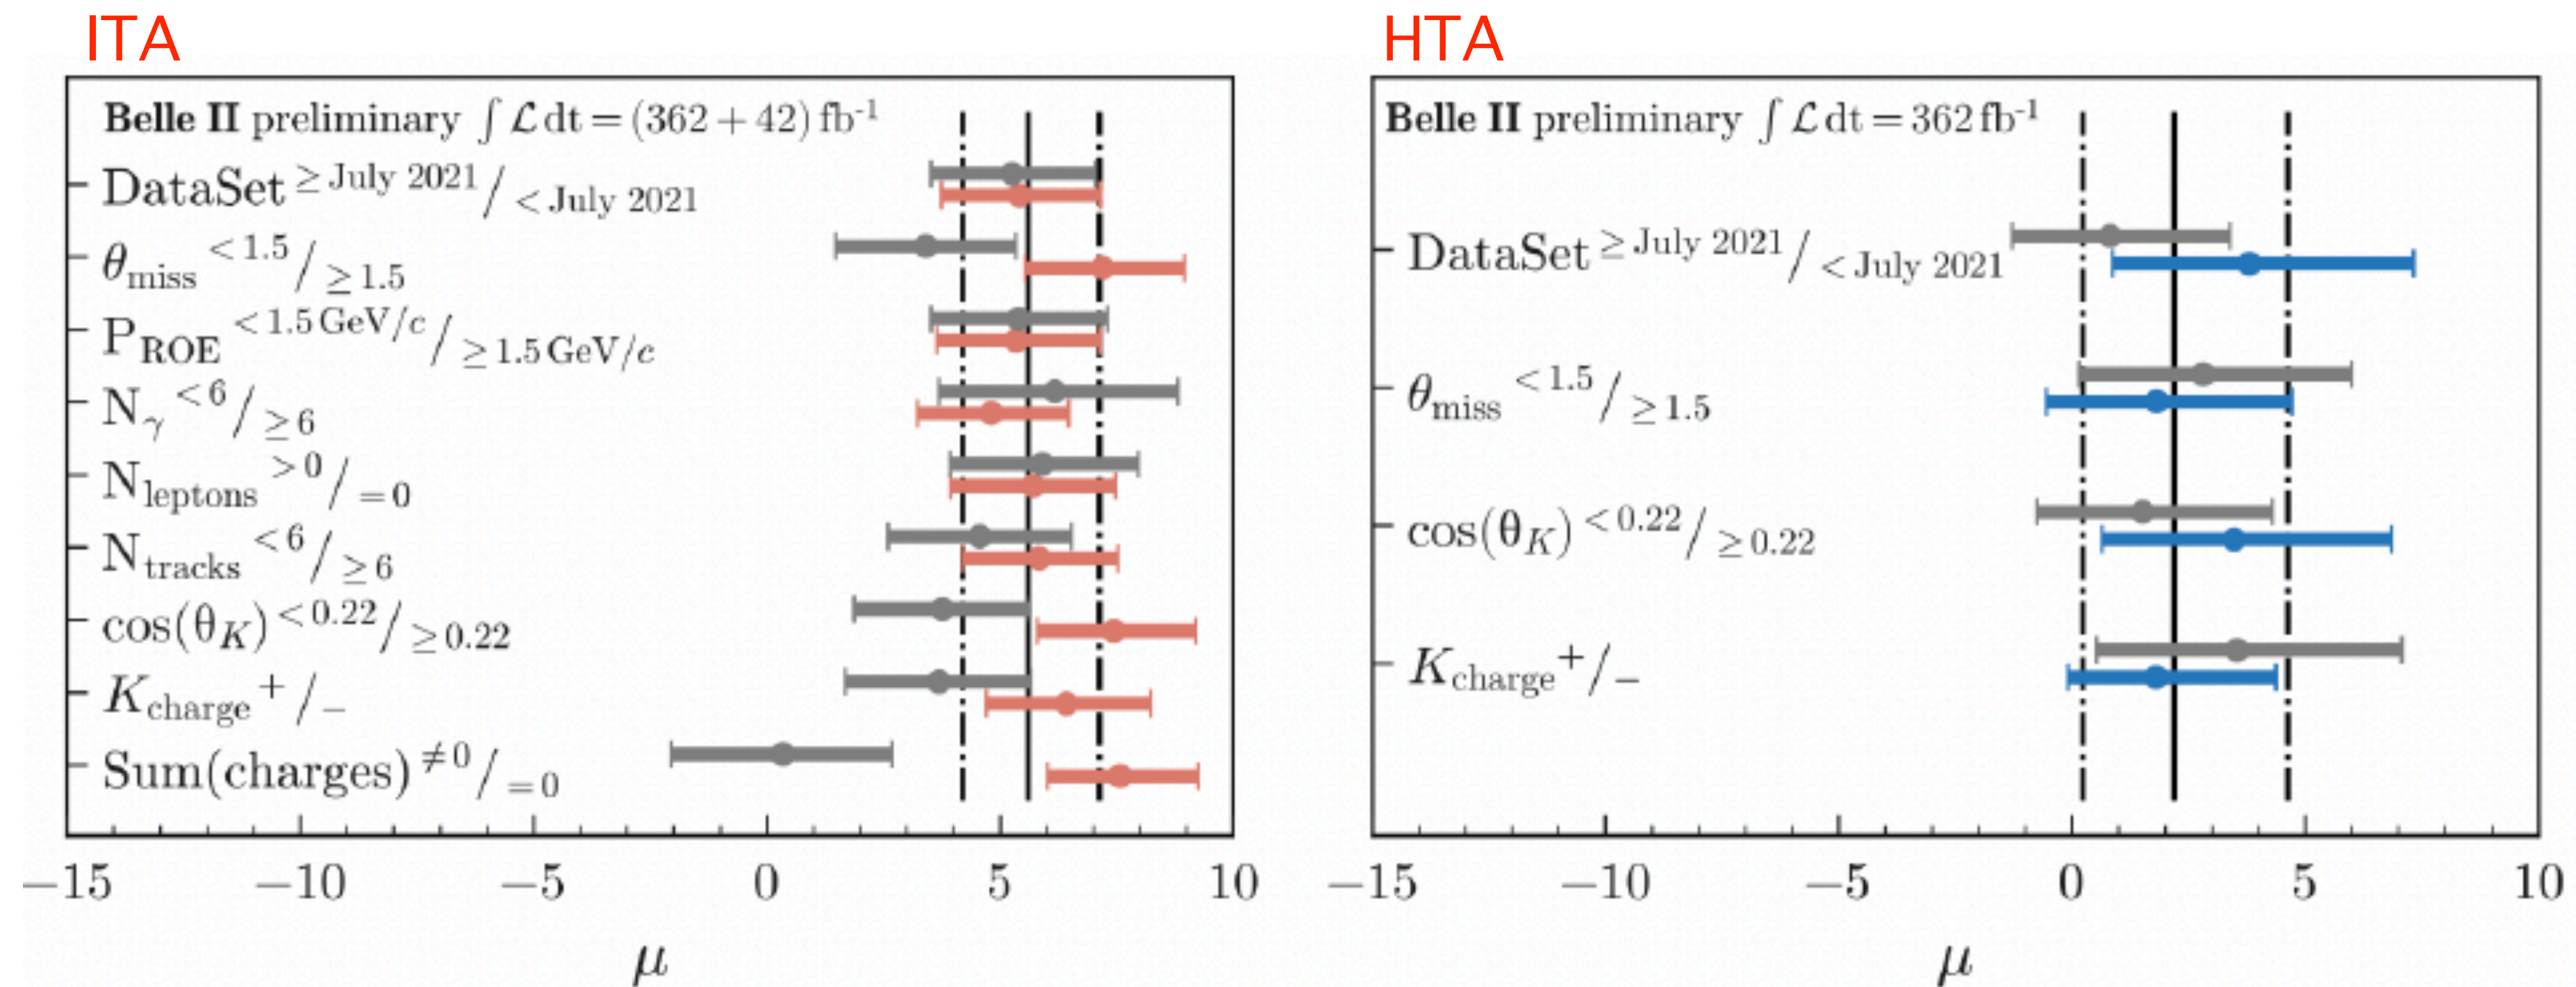 ITA
Belle II preliminary ∫ℒdt = (362 + 42) fb⁻¹
DataSet ≥ July 2021 / < July 2021
θmiss < 1.5 / ≥ 1.5
PROE < 1.5 GeV/c / ≥ 1.5 GeV/c
Nγ < 6 / ≥ 6
Nleptons > 0 / = 0
Ntracks < 6 / ≥ 6
cos(θK) < 0.22 / ≥ 0.22
Kcharge + / −
Sum(charges) ≠ 0 / = 0
−15 −10 −5 0 5 10
μ
HTA
Belle II preliminary ∫ℒdt = 362 fb⁻¹
DataSet ≥ July 2021 / < July 2021
θmiss < 1.5 / ≥ 1.5
cos(θK) < 0.22 / ≥ 0.22
Kcharge + / −
−15 −10 −5 0 5 10
μ